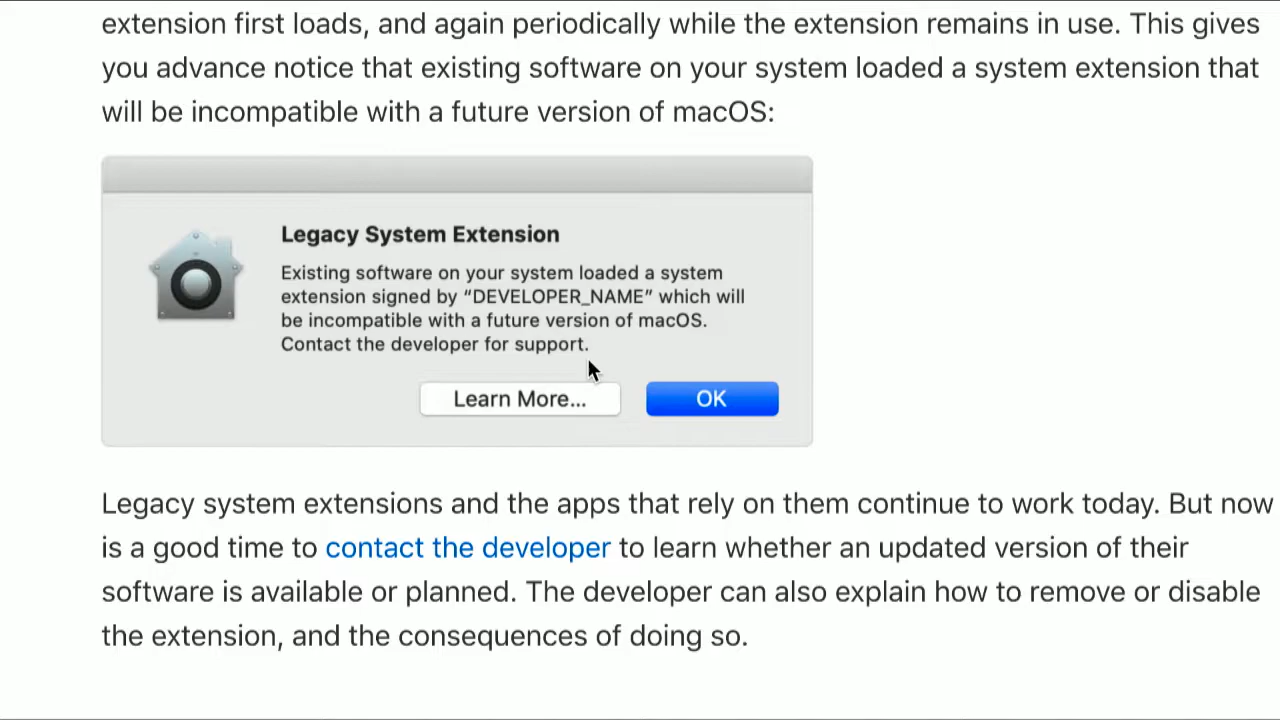 extension first loads, and again periodically while the extension remains in use. This gives
you advance notice that existing software on your system loaded a system extension that
will be incompatible with a future version of macOS:
Legacy System Extension
Existing software on your system loaded a system
extension signed by “DEVELOPER_NAME” which will
be incompatible with a future version of macOS.
Contact the developer for support.
Learn More... OK
Legacy system extensions and the apps that rely on them continue to work today. But now
is a good time to contact the developer to learn whether an updated version of their
software is available or planned. The developer can also explain how to remove or disable
the extension, and the consequences of doing so.